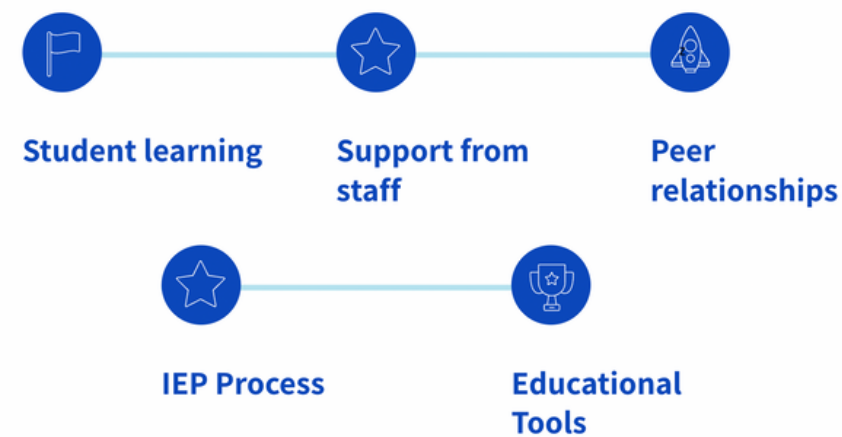 Student learning
Support from
staff
Peer
relationships
IEP Process
Educational
Tools